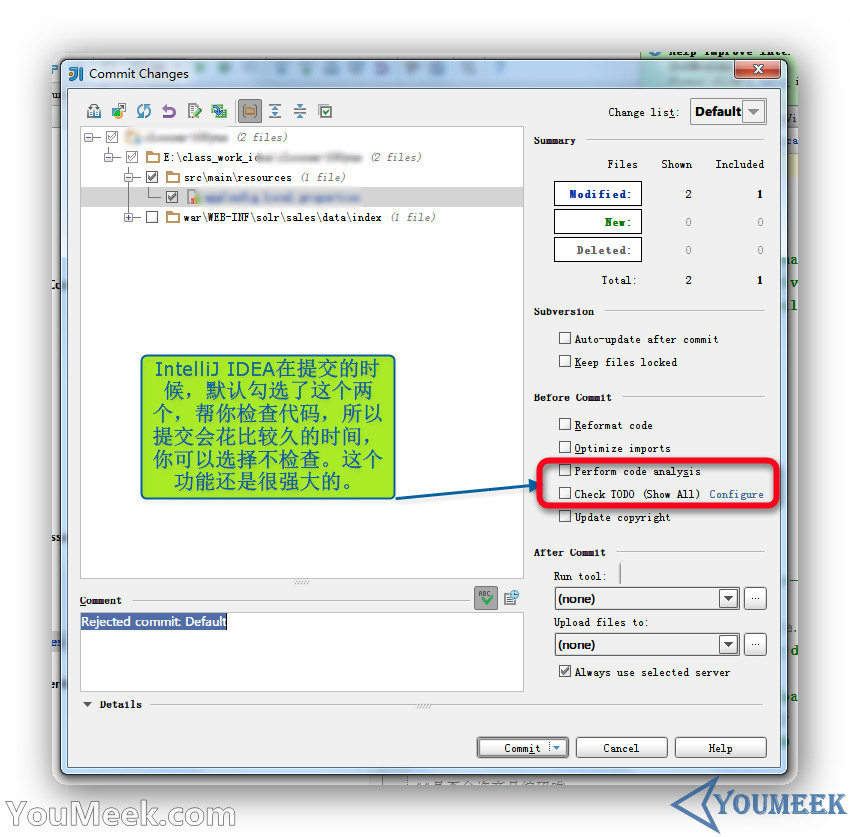 Commit Changes
Change list: Default
(2 files)
E:\class_work_i (2 files)
src\main\resources (1 file)
war\WEB-INF\solr\sales\data\index (1 file)
Summary
Files Shown Included
Modified: 2 1
New: 0 0
Deleted: 0 0
Total: 2 1
Subversion
Auto-update after commit
Keep files locked
Before Commit
Reformat code
Optimize imports
Perform code analysis
Check TODO (Show All) Configure
Update copyright
IntelliJ IDEA在提交的时
候，默认勾选了这个两
个，帮你检查代码，所以
提交会花比较久的时间，
你可以选择不检查。这个
功能还是很强大的。
After Commit
Run tool:
(none) ...
Upload files to:
(none) ...
Always use selected server
Comment
ABC
Rejected commit: Default
Details
Commit Cancel Help
YouMeek.com
YOUMEEK